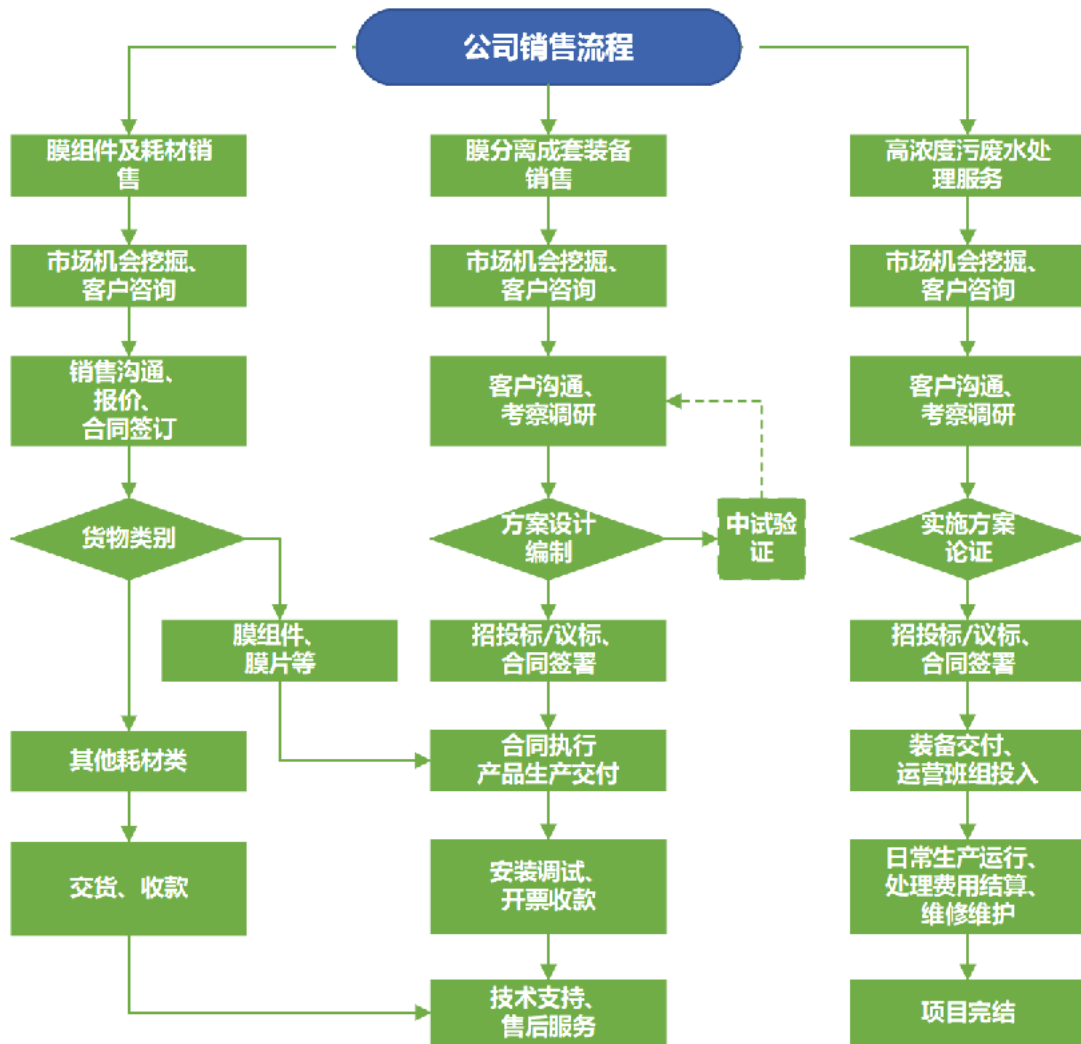 公司销售流程
膜组件及耗材销
售
膜分离成套装备
销售
高浓度污废水处
理服务
市场机会挖掘、
客户咨询
市场机会挖掘、
客户咨询
市场机会挖掘、
客户咨询
销售沟通、
报价、
合同签订
客户沟通、
考察调研
客户沟通、
考察调研
货物类别
方案设计
编制
中试验
证
实施方案
论证
膜组件、
膜片等
招投标/议标、
合同签署
招投标/议标、
合同签署
其他耗材类
合同执行
产品生产交付
装备交付、
运营班组投入
交货、收款
安装调试、
开票收款
日常生产运行、
处理费用结算、
维修维护
技术支持、
售后服务
项目完结